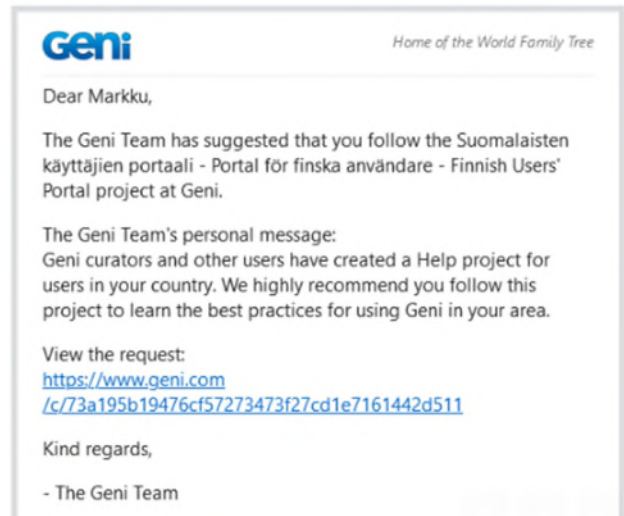 Geni
Home of the World Family Tree
Dear Markku,
The Geni Team has suggested that you follow the Suomalaisten
käyttäjien portaali - Portal för finska användare - Finnish Users'
Portal project at Geni.
The Geni Team's personal message:
Geni curators and other users have created a Help project for
users in your country. We highly recommend you follow this
project to learn the best practices for using Geni in your area.
View the request:
https://www.geni.com
/c/73a195b19476cf57273473f27cd1e7161442d511
Kind regards,
- The Geni Team